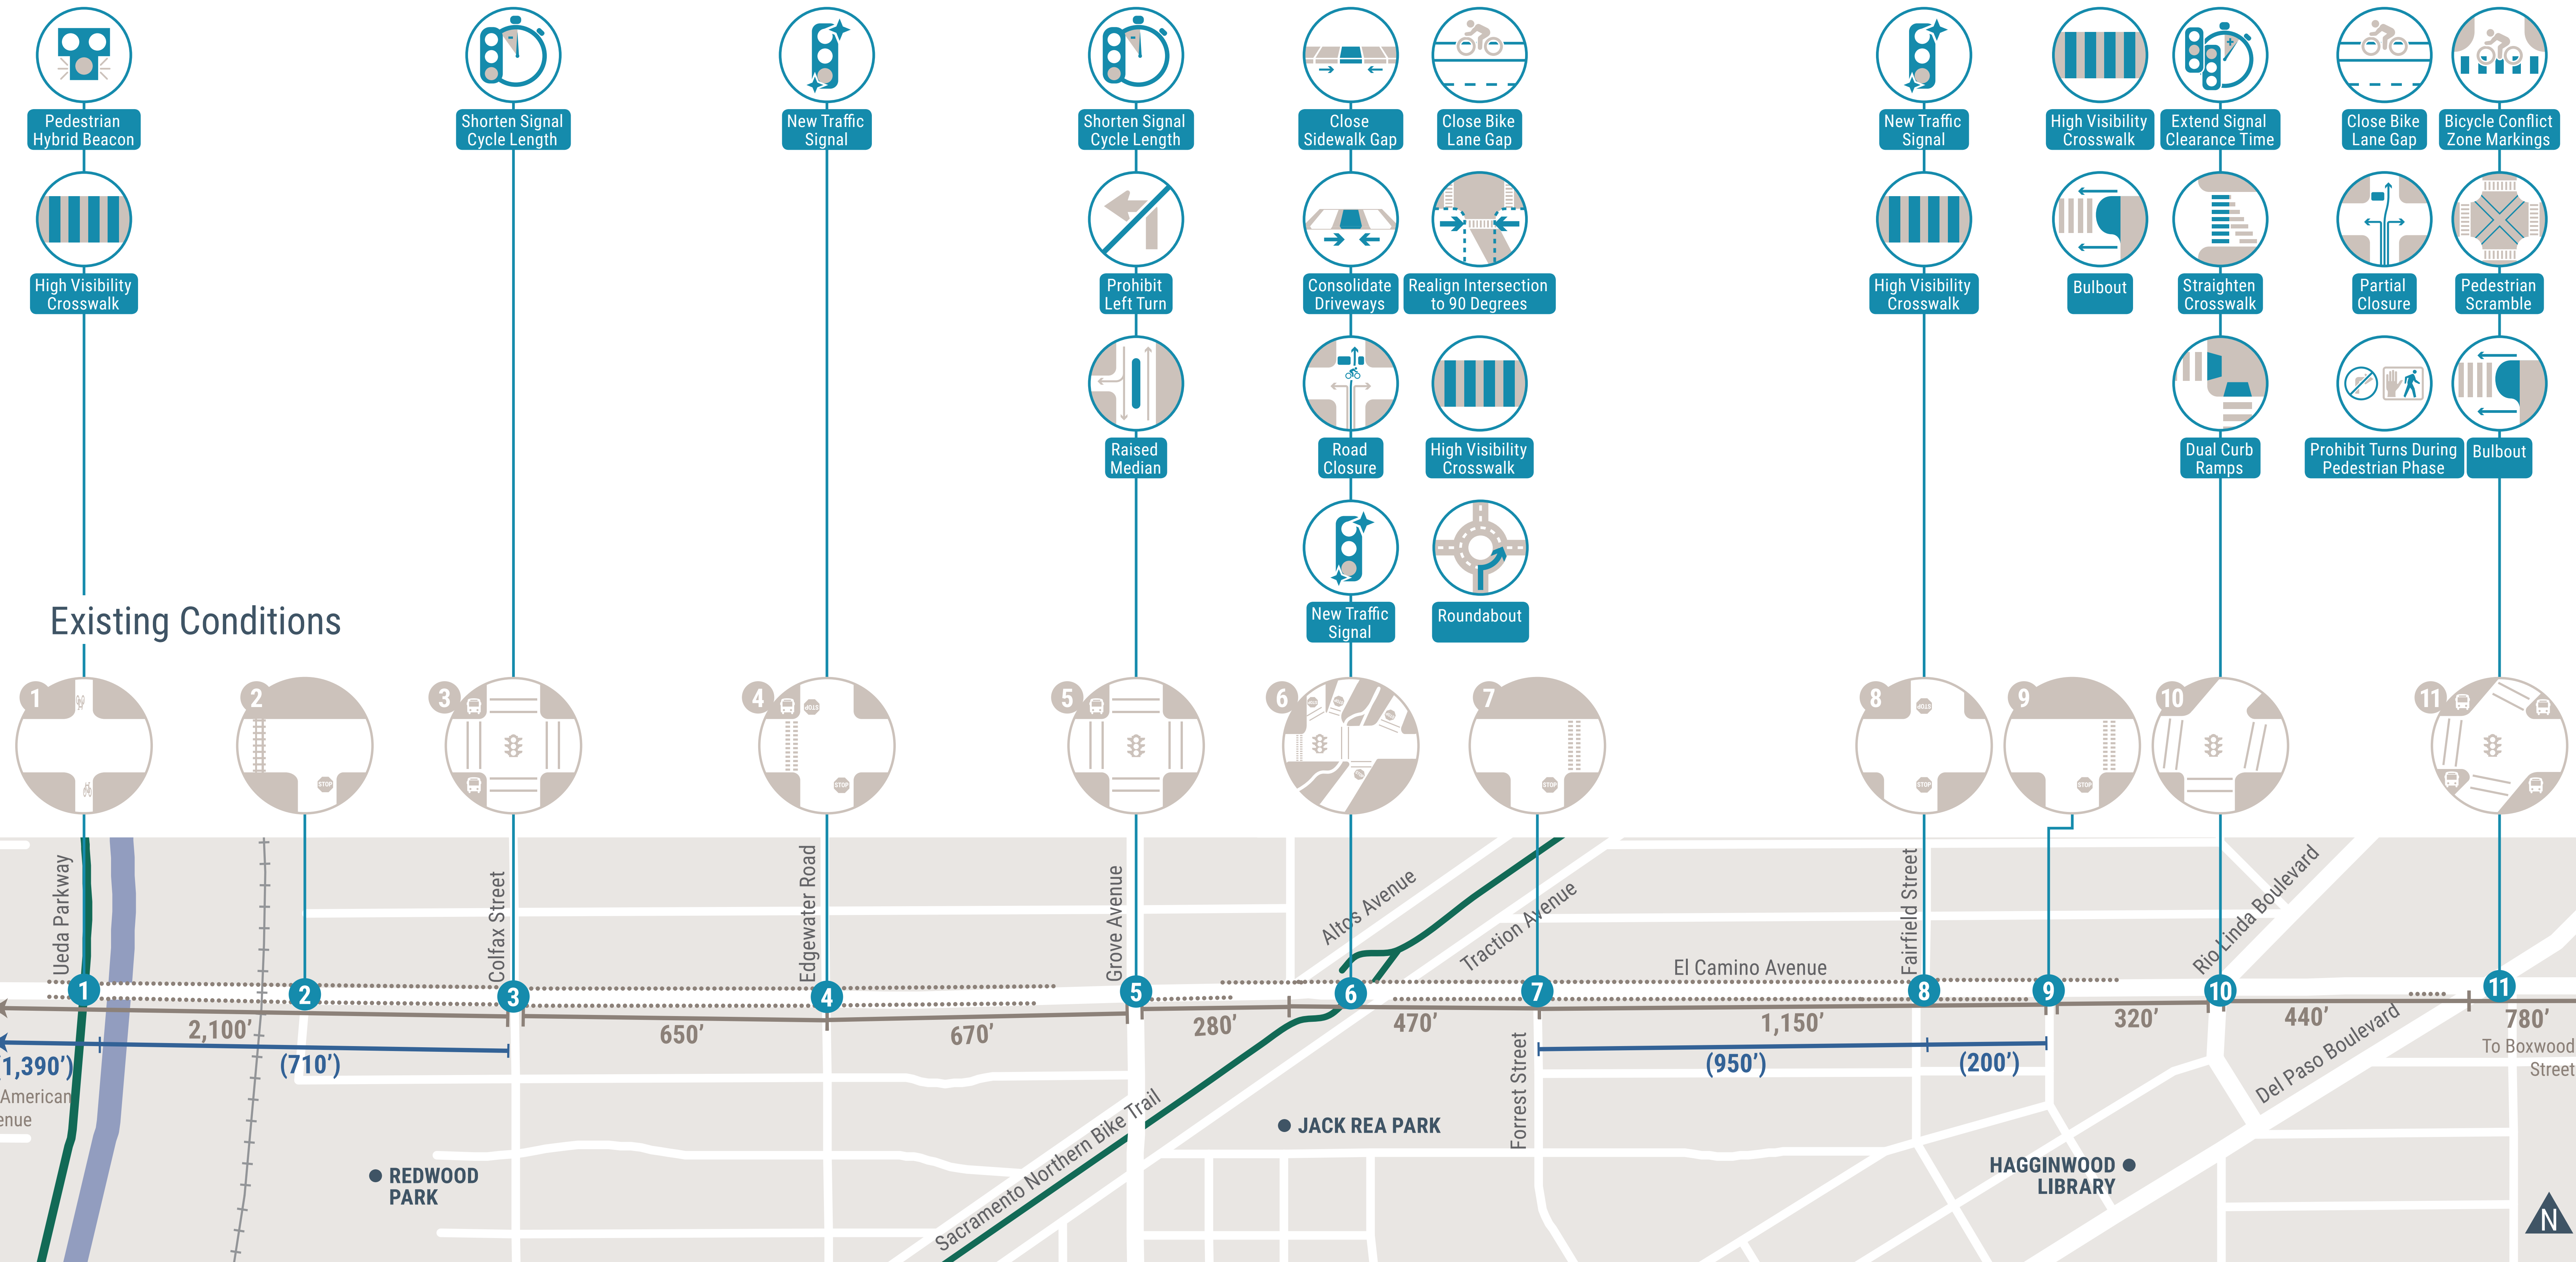 Pedestrian
Hybrid Beacon
Shorten Signal
Cycle Length
New Traffic
Signal
Shorten Signal
Cycle Length
Close
Sidewalk Gap
Close Bike
Lane Gap
New Traffic
Signal
High Visibility
Crosswalk
Extend Signal
Clearance Time
Close Bike
Lane Gap
Bicycle Conflict
Zone Markings
High Visibility
Crosswalk
Prohibit
Left Turn
Consolidate
Driveways
Realign Intersection
to 90 Degrees
High Visibility
Crosswalk
Bulbout
Straighten
Crosswalk
Partial
Closure
Pedestrian
Scramble
Raised
Median
Road
Closure
High Visibility
Crosswalk
Dual Curb
Ramps
Prohibit Turns During
Pedestrian Phase
Bulbout
New Traffic
Signal
Roundabout
Existing Conditions
1
2
3
4
5
6
7
8
9
10
11
STOP
STOP
STOP
STOP
STOP
STOP
STOP
Ueda Parkway
Colfax Street
Edgewater Road
Grove Avenue
Altos Avenue
Traction Avenue
El Camino Avenue
Fairfield Street
Rio Linda Boulevard
1
2
3
4
5
6
7
8
9
10
11
2,100’
650’
670’
280’
470’
1,150’
320’
440’
780’
(1,390’)
(710’)
(950’)
(200’)
American
enue
To Boxwood
Street
Del Paso Boulevard
Forrest Street
Sacramento Northern Bike Trail
JACK REA PARK
REDWOOD
PARK
HAGGINWOOD
LIBRARY
N